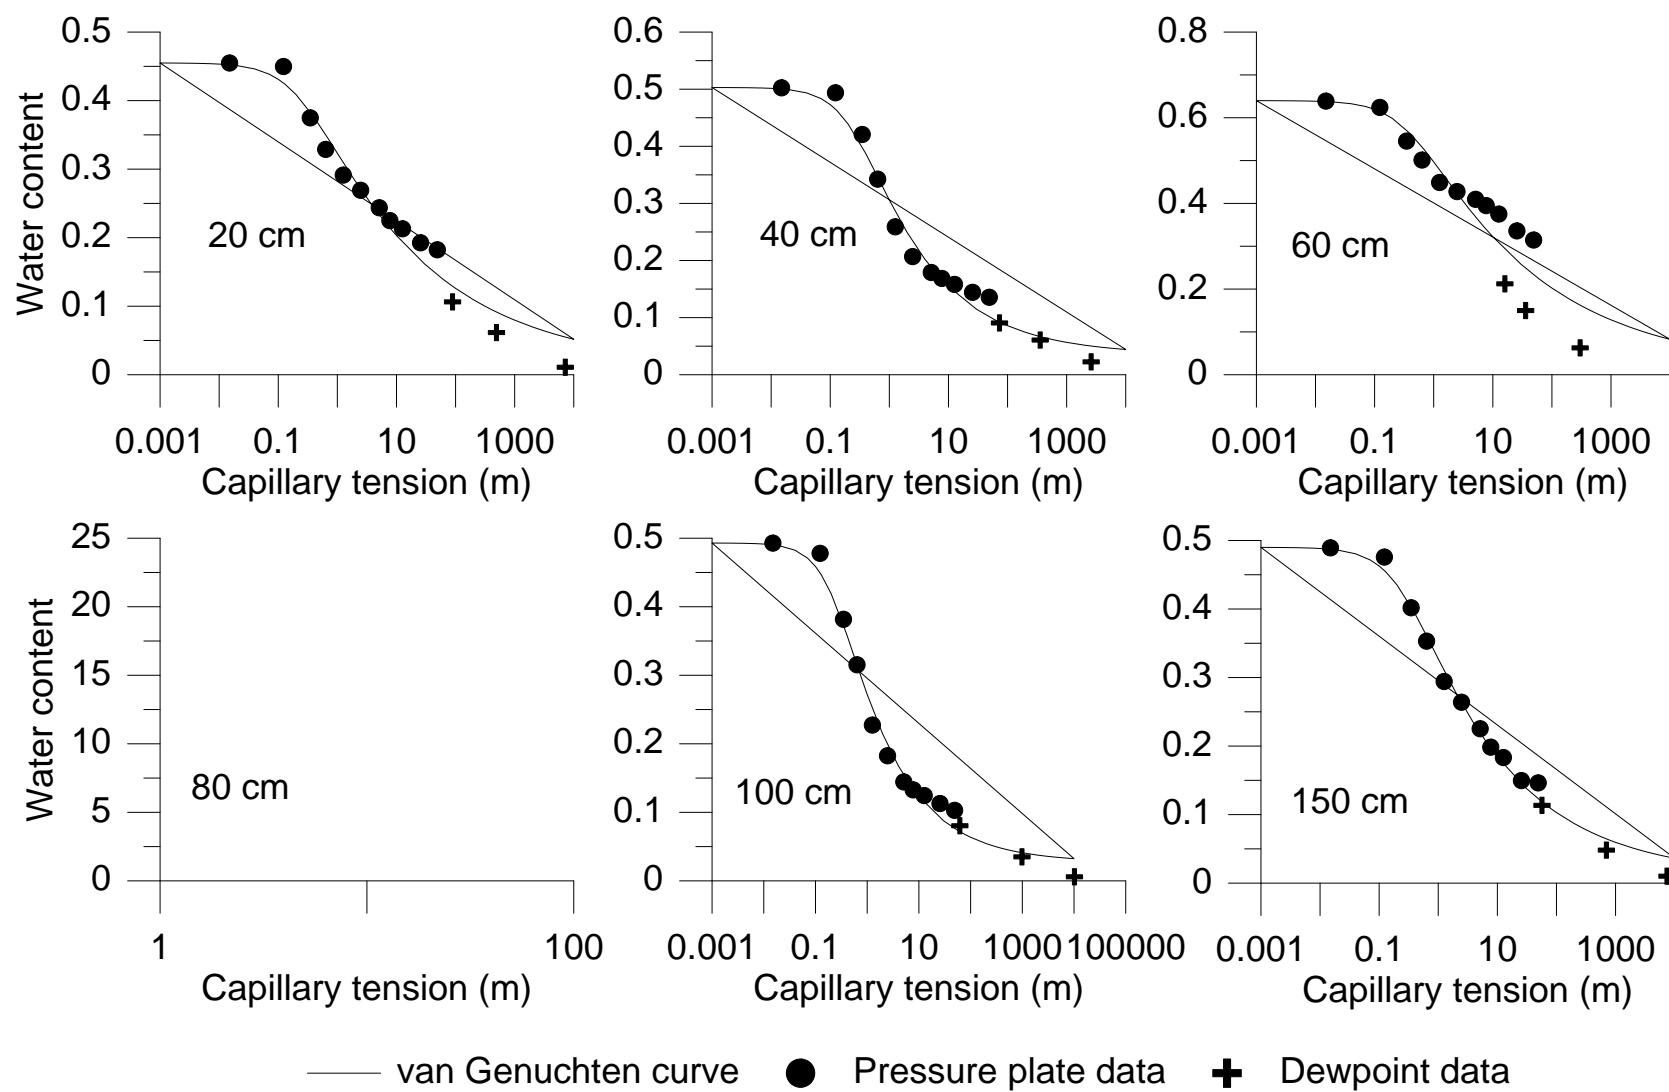 0.5
0.4
0.3
0.2
0.1
0
Water content
20 cm
0.001 0.1 10 1000
Capillary tension (m)
0.6
0.5
0.4
0.3
0.2
0.1
0
40 cm
0.001 0.1 10 1000
Capillary tension (m)
0.8
0.6
0.4
0.2
0
60 cm
0.001 0.1 10 1000
Capillary tension (m)
25
20
15
10
5
0
Water content
80 cm
1 100
Capillary tension (m)
0.5
0.4
0.3
0.2
0.1
0
100 cm
0.001 0.1 10 1000 100000
Capillary tension (m)
0.5
0.4
0.3
0.2
0.1
0
150 cm
0.001 0.1 10 1000
Capillary tension (m)
van Genuchten curve Pressure plate data Dewpoint data